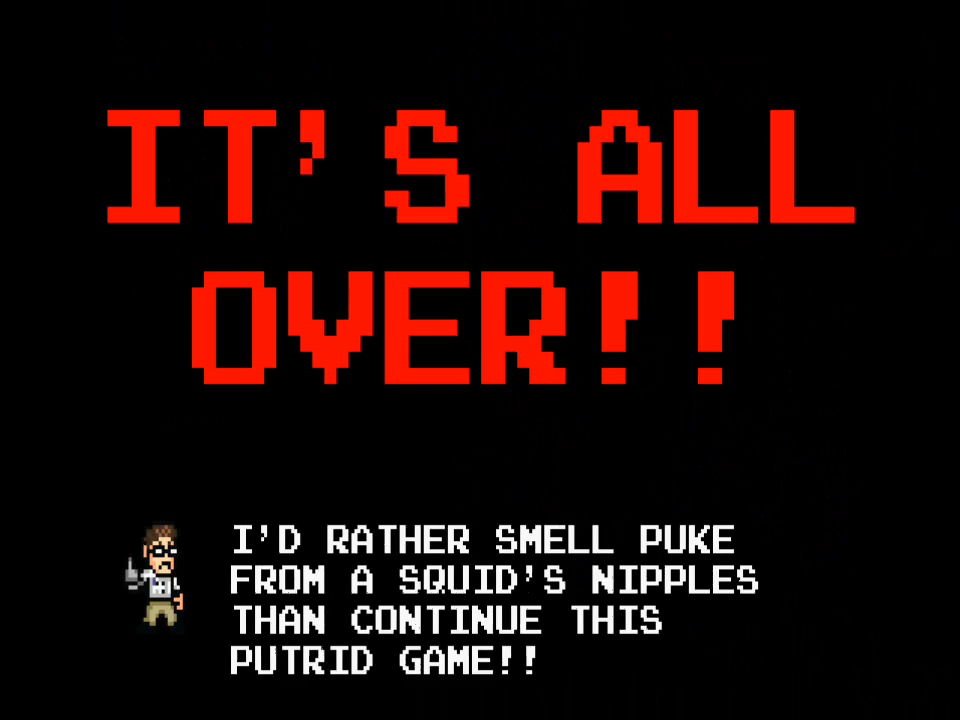 IT'S ALL
OVER!!
I'D RATHER SMELL PUKE
FROM A SQUID'S NIPPLES
THAN CONTINUE THIS
PUTRID GAME!!